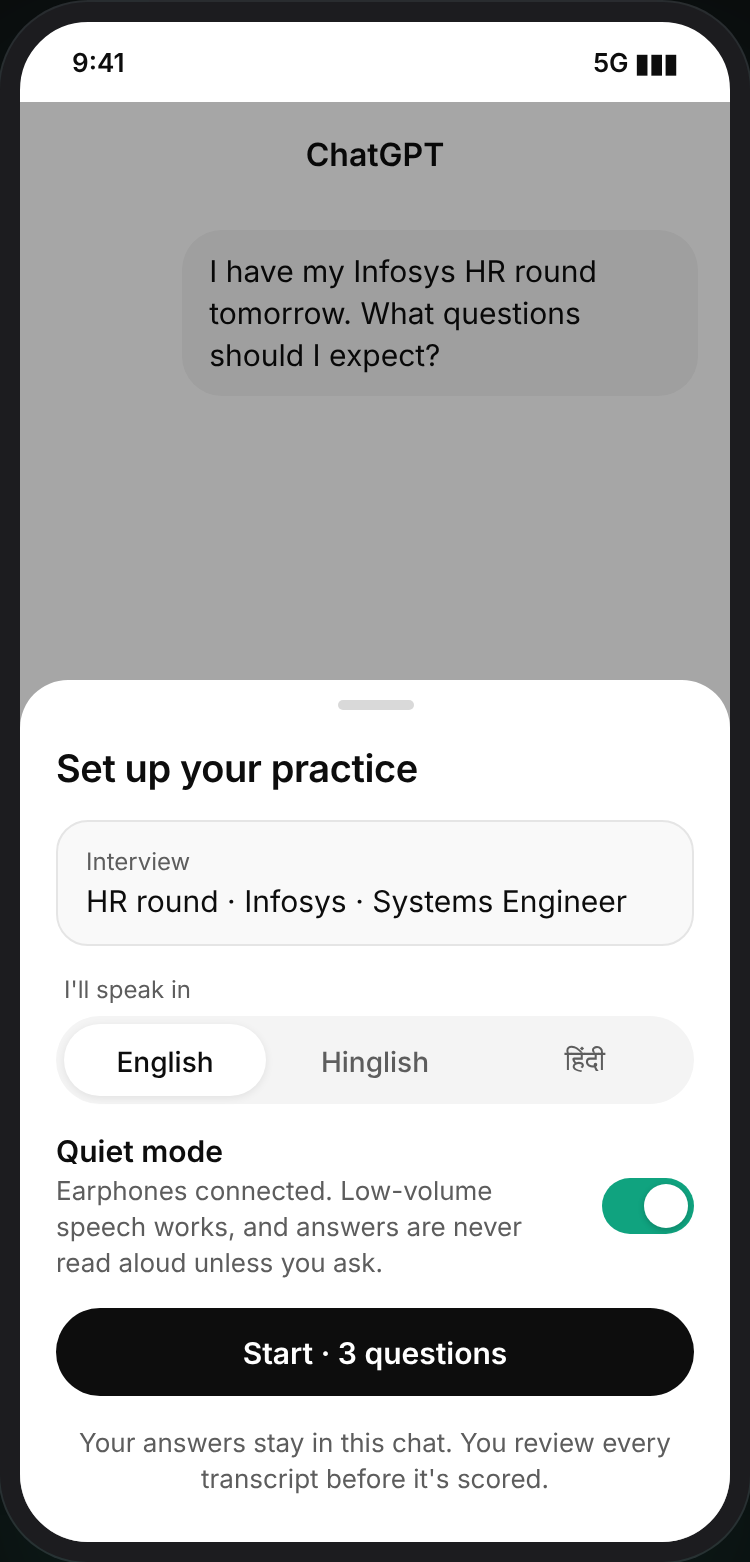 9:41
5G
ChatGPT
I have my Infosys HR round
tomorrow. What questions
should I expect?
Set up your practice
Interview
HR round · Infosys · Systems Engineer
I'll speak in
English
Hinglish
हिंदी
Quiet mode
Earphones connected. Low-volume
speech works, and answers are never
read aloud unless you ask.
Start · 3 questions
Your answers stay in this chat. You review every
transcript before it's scored.